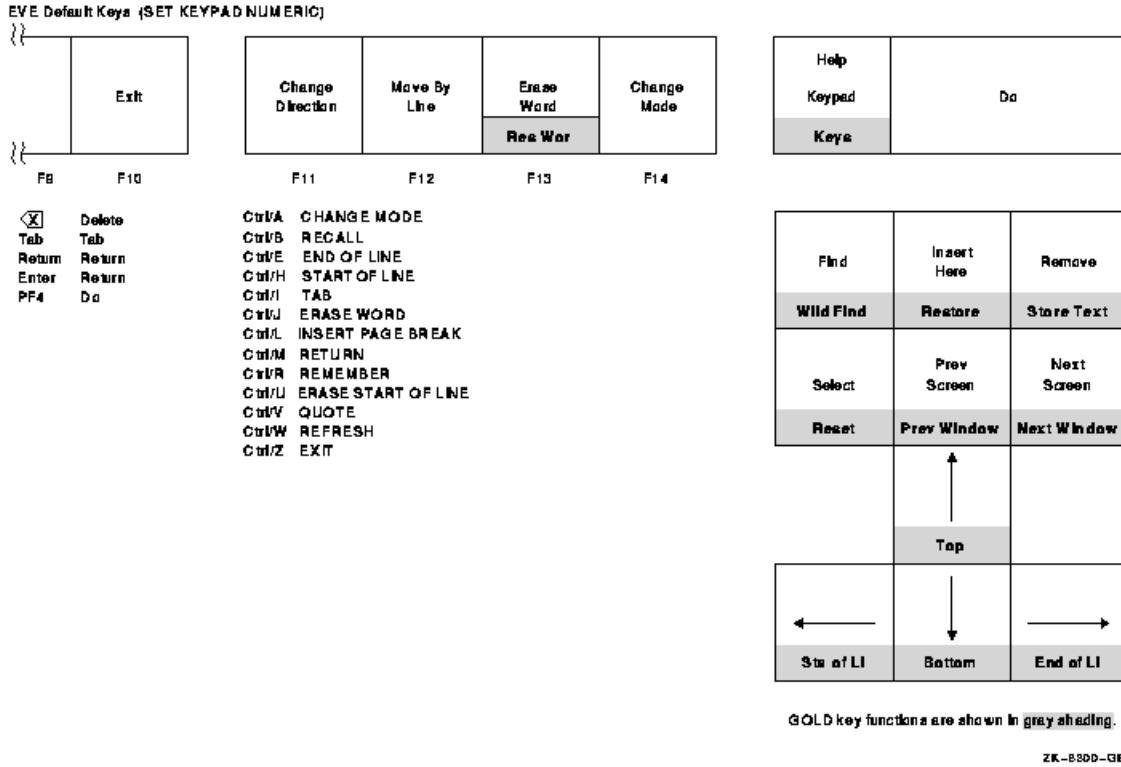 EVE Default Keys (SET KEYPAD NUMERIC)
Exit
Change Direction
Move By Line
Erase Word
Res Wor
Change Mode
Help
Keypad
Keys
Do
F9 F10 F11 F12 F13 F14
X Delete
Tab Tab
Return Return
Enter Return
PF4 Do
Ctrl/A CHANGE MODE
Ctrl/B RECALL
Ctrl/E END OF LINE
Ctrl/H START OF LINE
Ctrl/I TAB
Ctrl/J ERASE WORD
Ctrl/L INSERT PAGE BREAK
Ctrl/M RETURN
Ctrl/R REMEMBER
Ctrl/U ERASE START OF LINE
Ctrl/V QUOTE
Ctrl/W REFRESH
Ctrl/Z EXIT
Find
Insert Here
Remove
Wild Find
Restore
Store Text
Select
Prev Screen
Next Screen
Reset
Prev Window
Next Window
Top
Sta of Li
Bottom
End of Li
GOLD key functions are shown in gray shading.